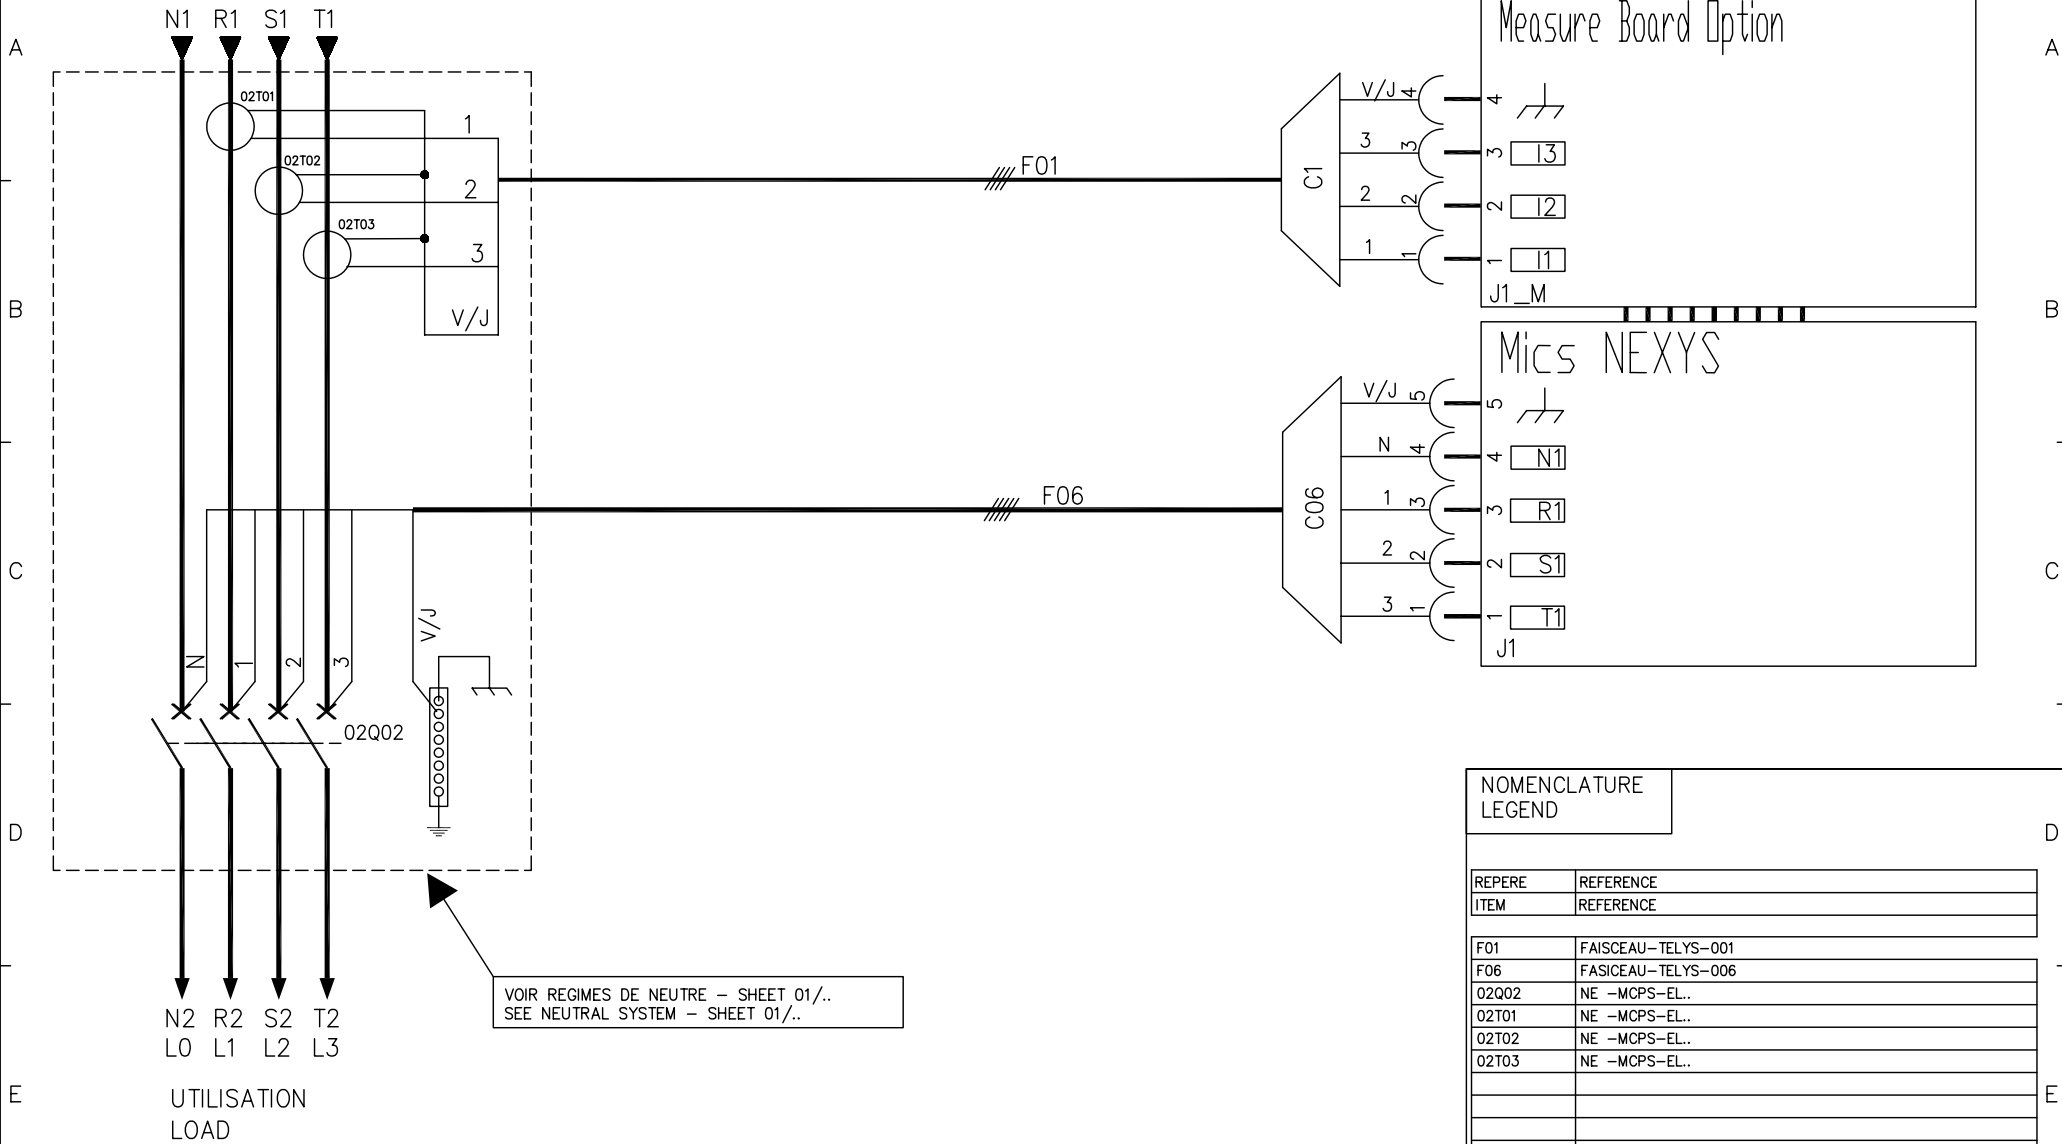 N1 R1 S1 T1
A
A
Measure Board Option
02T01
1
02T02
2
02T03
3
V/J
F01
C1
V/J 4 4
3 3 3 I3
2 2 2 I2
1 1 1 I1
J1_M
B
B
Mics NEXYS
F06
C06
V/J 5 5
N 4 4 N1
1 3 3 R1
2 2 2 S1
3 1 1 T1
J1
C
C
N 1 2 3
V/J
02Q02
D
D
NOMENCLATURE
LEGEND
REPERE REFERENCE
ITEM REFERENCE
F01 FAISCEAU-TELYS-001
F06 FASICEAU-TELYS-006
02Q02 NE -MCPS-EL..
02T01 NE -MCPS-EL..
02T02 NE -MCPS-EL..
02T03 NE -MCPS-EL..
VOIR REGIMES DE NEUTRE - SHEET 01/..
SEE NEUTRAL SYSTEM - SHEET 01/..
N2 R2 S2 T2
L0 L1 L2 L3
E
E
UTILISATION
LOAD